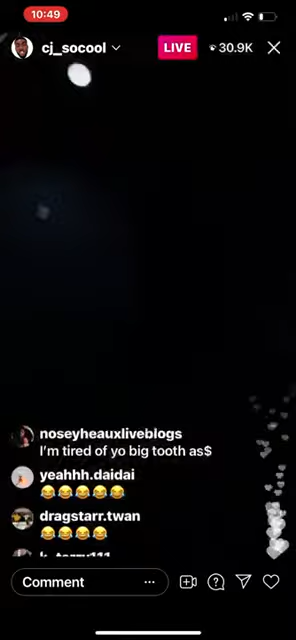 10:49
cj_socool
LIVE
30.9K
noseyheauxliveblogs
I'm tired of yo big tooth as$
yeahhh.daidai
😂😂😂😂😂
dragstarr.twan
😂😂😂😂
Comment